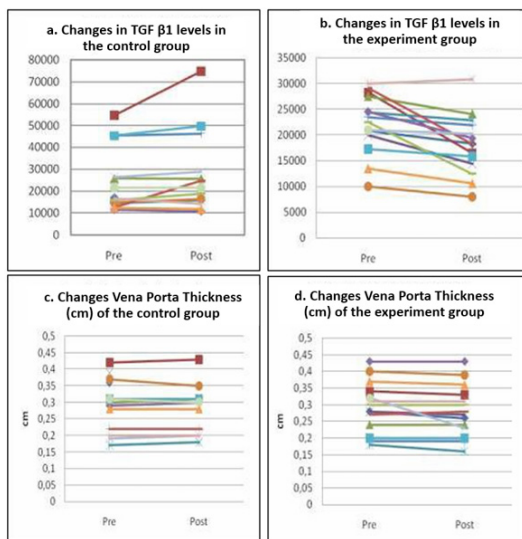 a. Changes in TGF β1 levels in
the control group
80000
70000
60000
50000
40000
30000
20000
10000
0
Pre
Post
b. Changes in TGF β1 levels in
the experiment group
35000
30000
25000
20000
15000
10000
5000
0
Pre
Post
c. Changes Vena Porta Thickness
(cm) of the control group
0,5
0,45
0,4
0,35
0,3
0,25
0,2
0,15
0,1
0,05
0
cm
Pre
Post
d. Changes Vena Porta Thickness
(cm) of the experiment group
0,5
0,45
0,4
0,35
0,3
0,25
0,2
0,15
0,1
0,05
0
cm
Pre
Post